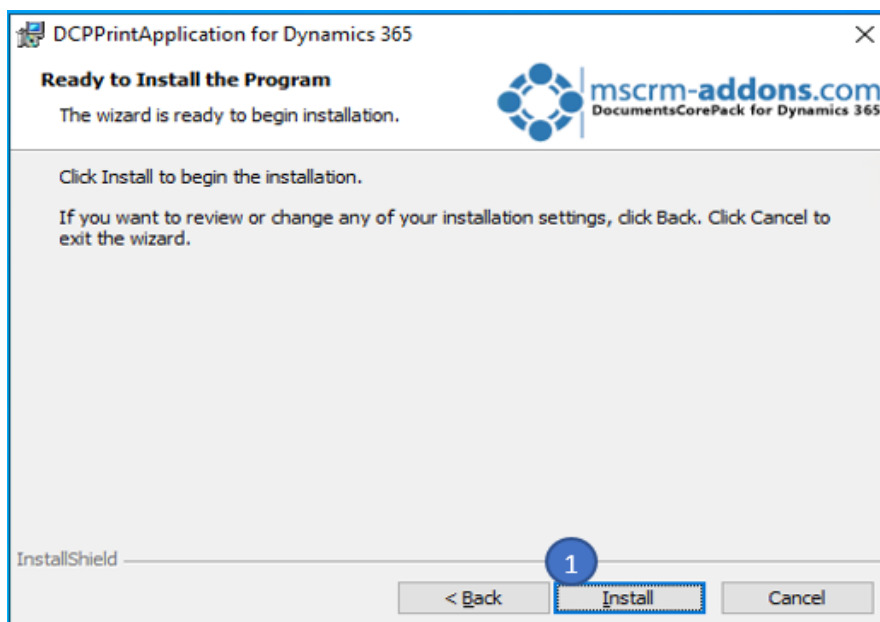 DCPPrintApplication for Dynamics 365
Ready to Install the Program
The wizard is ready to begin installation.
mscrm-addons.com
DocumentsCorePack for Dynamics 365
Click Install to begin the installation.
If you want to review or change any of your installation settings, click Back. Click Cancel to
exit the wizard.
InstallShield
1
< Back
Install
Cancel